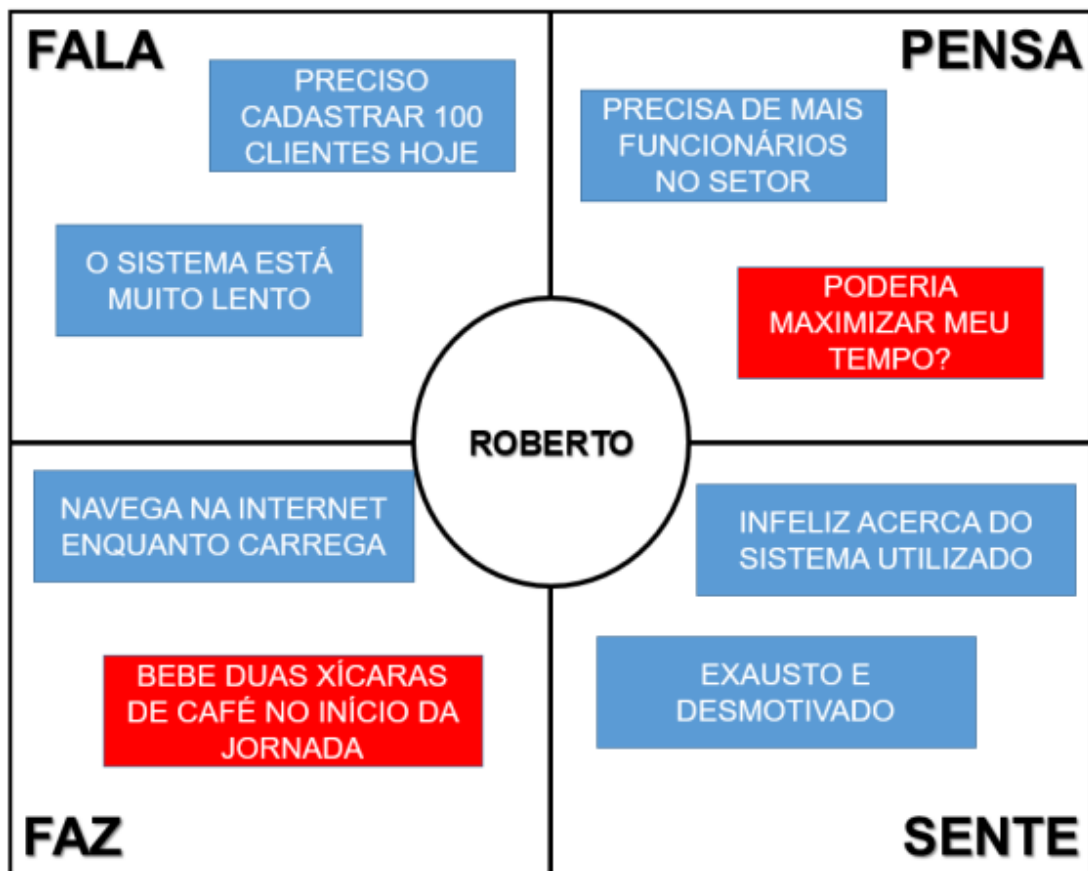 FALA
PRECISO
CADASTRAR 100
CLIENTES HOJE
O SISTEMA ESTÁ
MUITO LENTO
PENSA
PRECISA DE MAIS
FUNCIONÁRIOS
NO SETOR
PODERIA
MAXIMIZAR MEU
TEMPO?
ROBERTO
NAVEGA NA INTERNET
ENQUANTO CARREGA
BEBE DUAS XÍCARAS
DE CAFÉ NO INÍCIO DA
JORNADA
FAZ
INFELIZ ACERCA DO
SISTEMA UTILIZADO
EXAUSTO E
DESMOTIVADO
SENTE